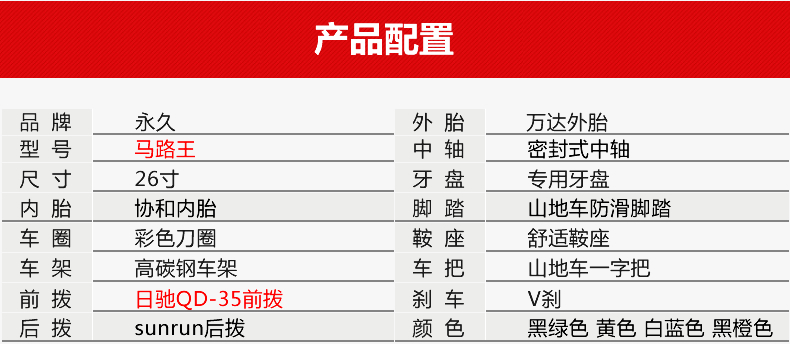 产品配置
品牌 永久 外胎 万达外胎
型号 马路王 中轴 密封式中轴
尺寸 26寸 牙盘 专用牙盘
内胎 协和内胎 脚踏 山地车防滑脚踏
车圈 彩色刀圈 鞍座 舒适鞍座
车架 高碳钢车架 车把 山地车一字把
前拨 日驰QD-35前拨 刹车 V刹
后拨 sunrun后拨 颜色 黑绿色 黄色 白蓝色 黑橙色